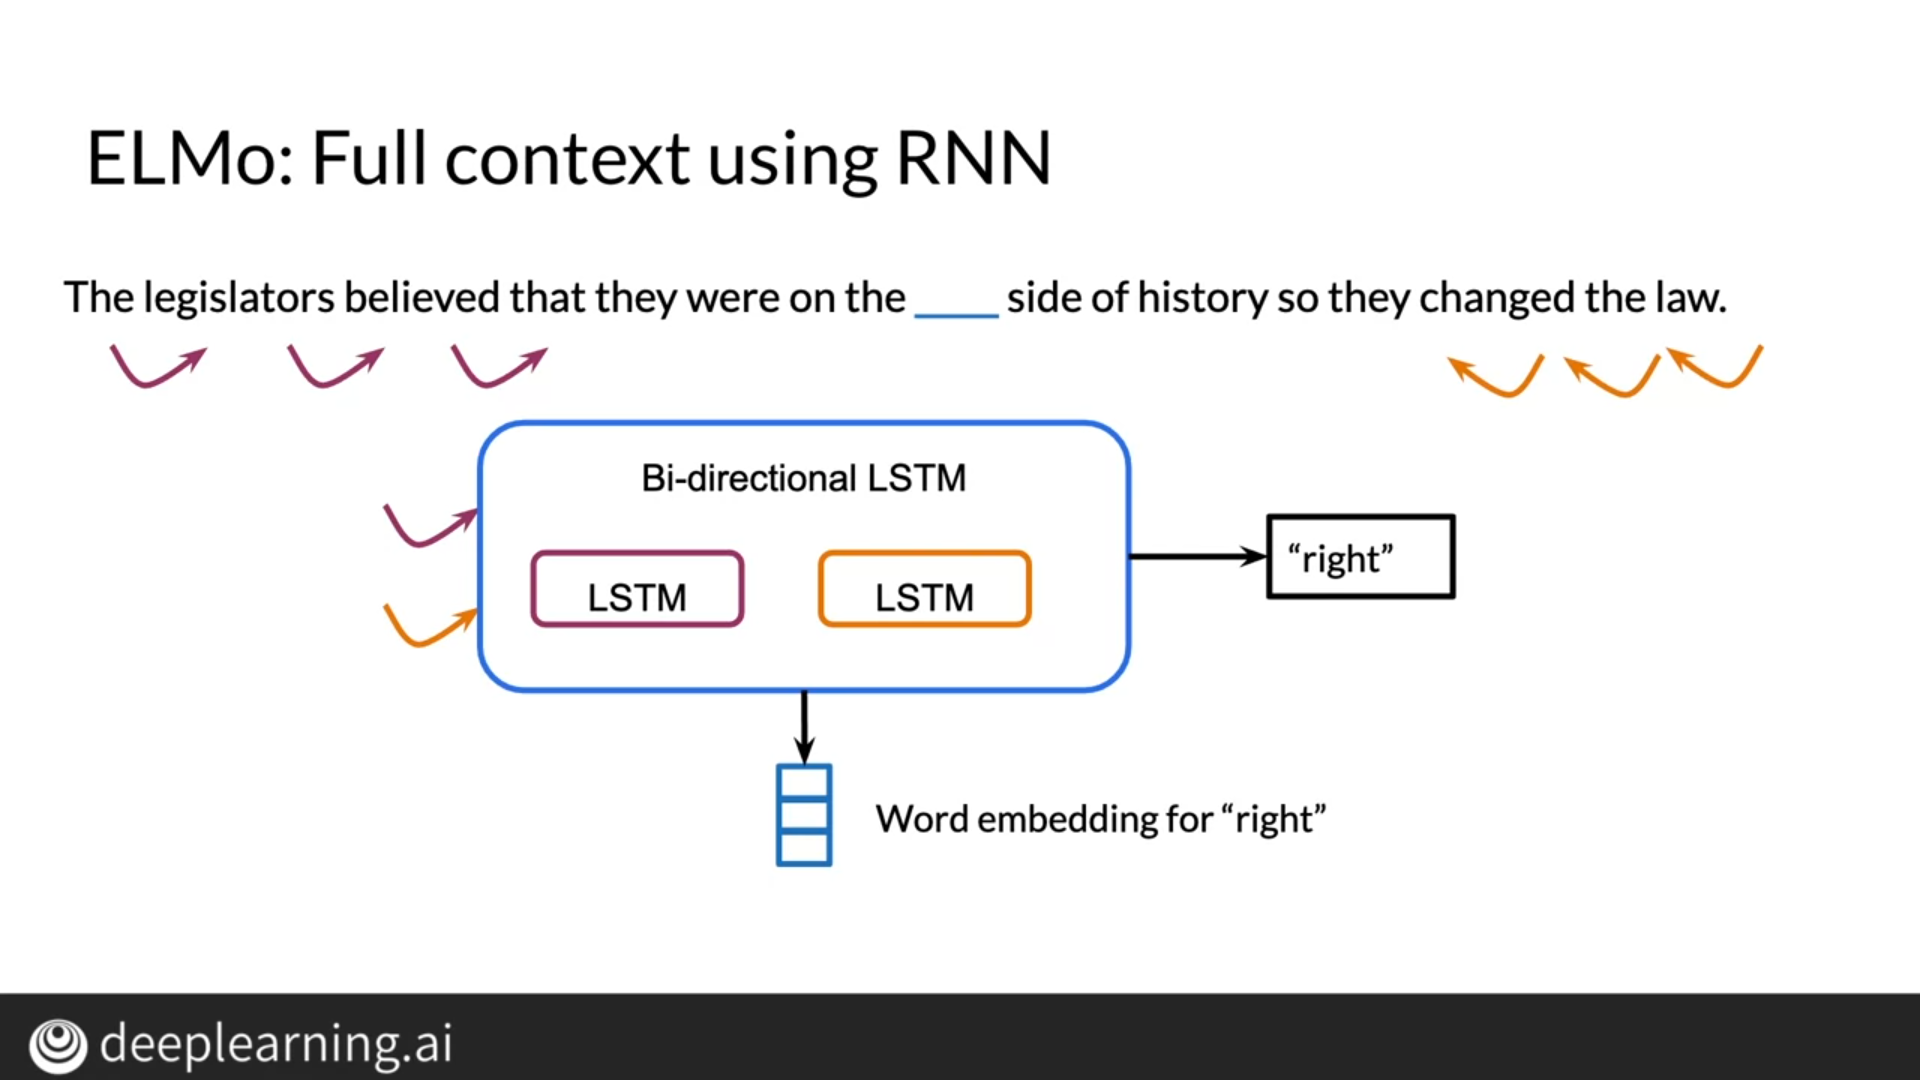 ELMo: Full context using RNN
The legislators believed that they were on the ____ side of history so they changed the law.
Bi-directional LSTM
LSTM LSTM
“right”
Word embedding for “right”
deeplearning.ai